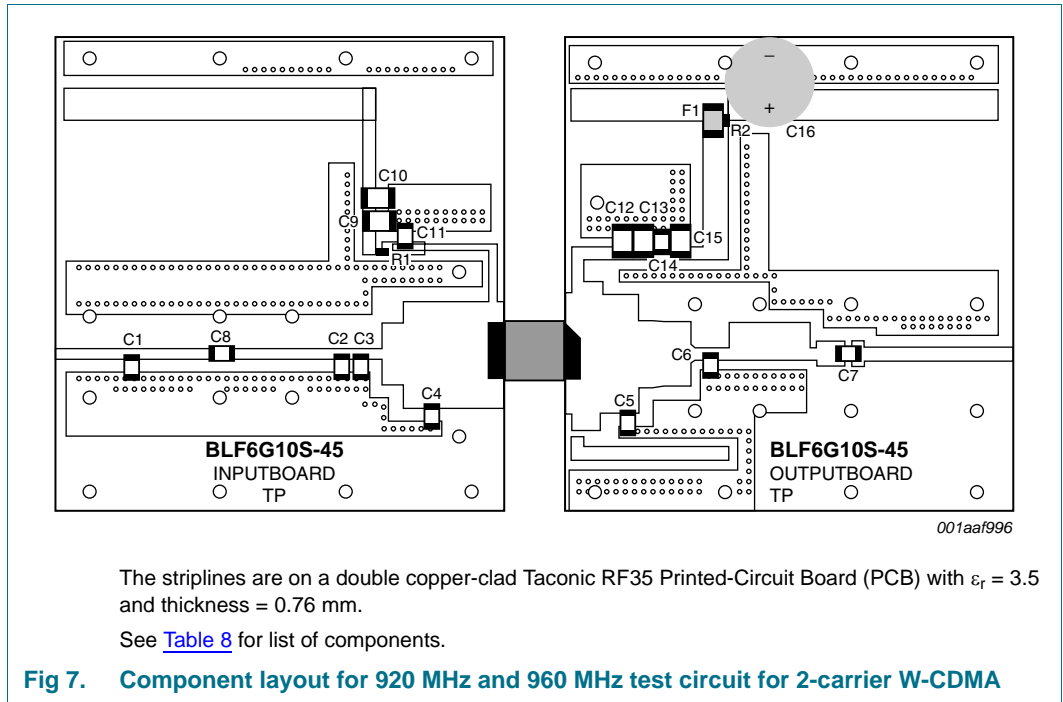 −
+
F1
R2
C16
C10
C9
C11
R1
C12 C13
C15
C14
C1
C8
C2 C3
C4
C6
C7
C5
BLF6G10S-45
INPUTBOARD
TP
BLF6G10S-45
OUTPUTBOARD
TP
001aaf996
The striplines are on a double copper-clad Taconic RF35 Printed-Circuit Board (PCB) with εr = 3.5
and thickness = 0.76 mm.
See Table 8 for list of components.
Fig 7. Component layout for 920 MHz and 960 MHz test circuit for 2-carrier W-CDMA